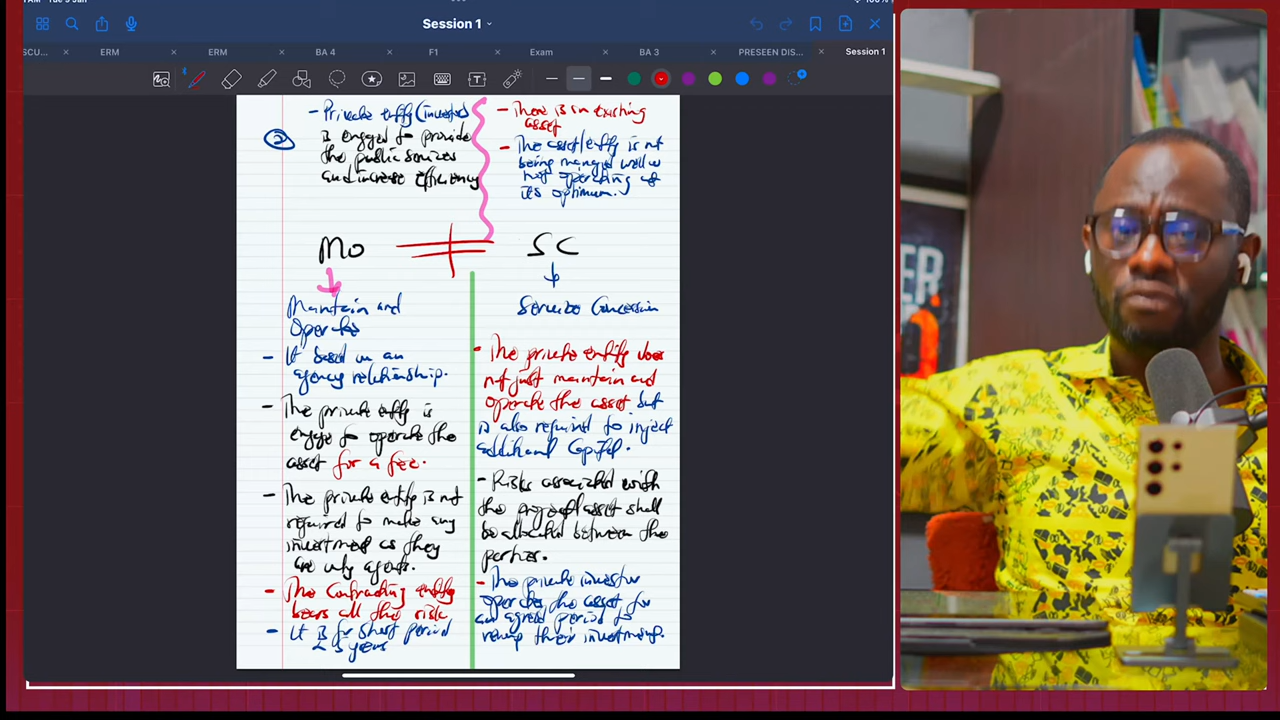 Session 1
ERM
ERM
BA 4
F1
Exam
BA 3
PRESEEN DIS...
Session 1
2
- Private entity (investor)
is engaged to provide
the public services
and increase efficiency
- There is an existing
asset
- The asset/entity is not
being managed well or
not operating at
its optimum.
MO
SC
Maintain and
Operate
- It based on an
agency relationship.
- The private entity is
engage to operate the
asset for a fee.
- The private entity is not
required to make any
investment as they
are only agents.
- The Contracting entity
bears all the risk
- It is for short period
Service Concession
- The private entity does
not just maintain and
operate the asset but
is also required to inject
additional Capital.
- Risks associated with
the asset shall
be allocated between the
parties.
- The private investor
operates the asset for
an agreed period to
recoup their investment.